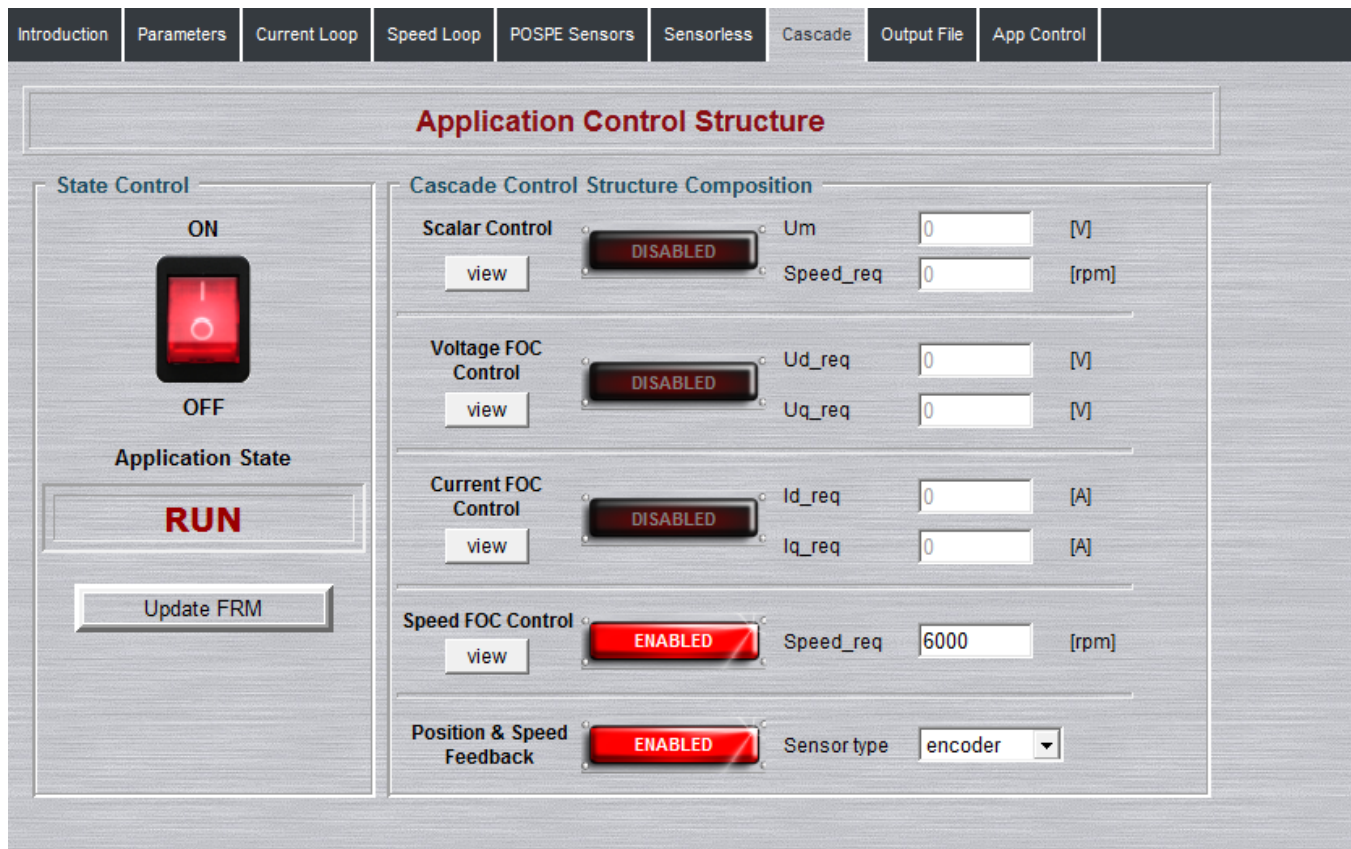 Introduction Parameters Current Loop Speed Loop POSPE Sensors Sensorless Cascade Output File App Control
Application Control Structure
State Control
ON
OFF
Application State
RUN
Update FRM
Cascade Control Structure Composition
Scalar Control
view
DISABLED
Um 0 [V]
Speed_req 0 [rpm]
Voltage FOC
Control
view
DISABLED
Ud_req 0 [V]
Uq_req 0 [V]
Current FOC
Control
view
DISABLED
Id_req 0 [A]
Iq_req 0 [A]
Speed FOC Control
view
ENABLED
Speed_req 6000 [rpm]
Position & Speed
Feedback
ENABLED
Sensor type encoder